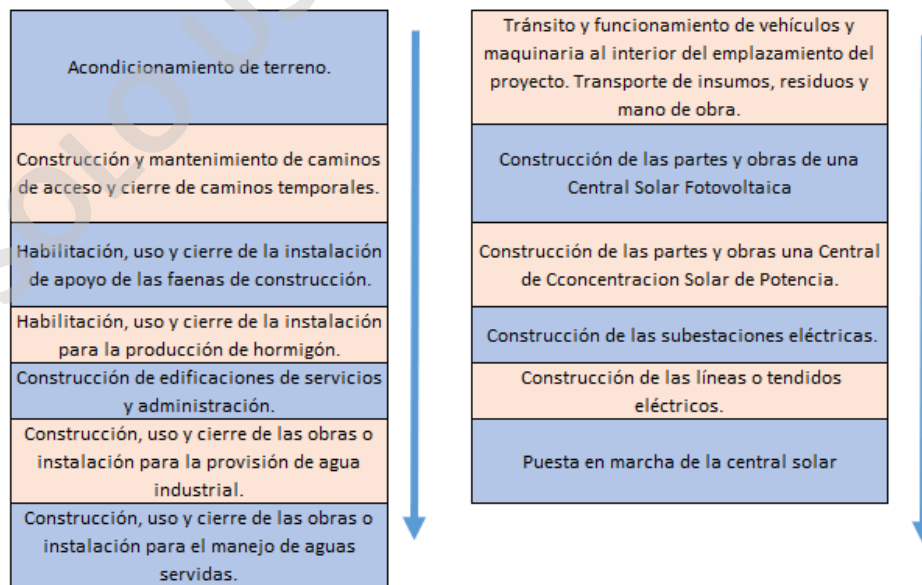 Acondicionamiento de terreno.
Construcción y mantenimiento de caminos
de acceso y cierre de caminos temporales.
Habilitación, uso y cierre de la instalación
de apoyo de las faenas de construcción.
Habilitación, uso y cierre de la instalación
para la producción de hormigón.
Construcción de edificaciones de servicios
y administración.
Construcción, uso y cierre de las obras o
instalación para la provisión de agua
industrial.
Construcción, uso y cierre de las obras o
instalación para el manejo de aguas
servidas.
Tránsito y funcionamiento de vehículos y
maquinaria al interior del emplazamiento del
proyecto. Transporte de insumos, residuos y
mano de obra.
Construcción de las partes y obras de una
Central Solar Fotovoltaica
Construcción de las partes y obras una Central
de Cconcentracion Solar de Potencia.
Construcción de las subestaciones eléctricas.
Construcción de las líneas o tendidos
eléctricos.
Puesta en marcha de la central solar
SOLO